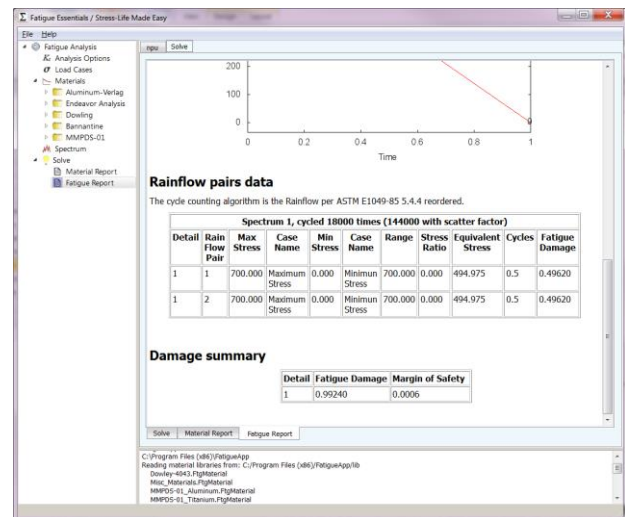 Fatigue Essentials / Stress-Life Made Easy
File Help
Fatigue Analysis
Analysis Options
σ Load Cases
Materials
Aluminum-Verlag
Endeavor Analysis
Dowling
Bannantine
MMPDS-01
Spectrum
Solve
Material Report
Fatigue Report
npu Solve
200
100
0
0 0.2 0.4 0.6 0.8 1
Time
Rainflow pairs data
The cycle counting algorithm is the Rainflow per ASTM E1049-85 5.4.4 reordered.
Spectrum 1, cycled 18000 times (144000 with scatter factor)
Detail Rain Flow Pair Max Stress Case Name Min Stress Case Name Range Stress Ratio Equivalent Stress Cycles Fatigue Damage
1 1 700.000 Maximum Stress 0.000 Minimun Stress 700.000 0.000 494.975 0.5 0.49620
1 2 700.000 Maximum Stress 0.000 Minimun Stress 700.000 0.000 494.975 0.5 0.49620
Damage summary
Detail Fatigue Damage Margin of Safety
1 0.99240 0.0006
Solve Material Report Fatigue Report
C:\Program Files (x86)\FatigueApp
Reading material libraries from: C:/Program Files (x86)/FatigueApp/lib
Dowley-4043.FtgMaterial
Misc_Materials.FtgMaterial
MMPDS-01_Aluminum.FtgMaterial
MMPDS-01_Titanium.FtgMaterial